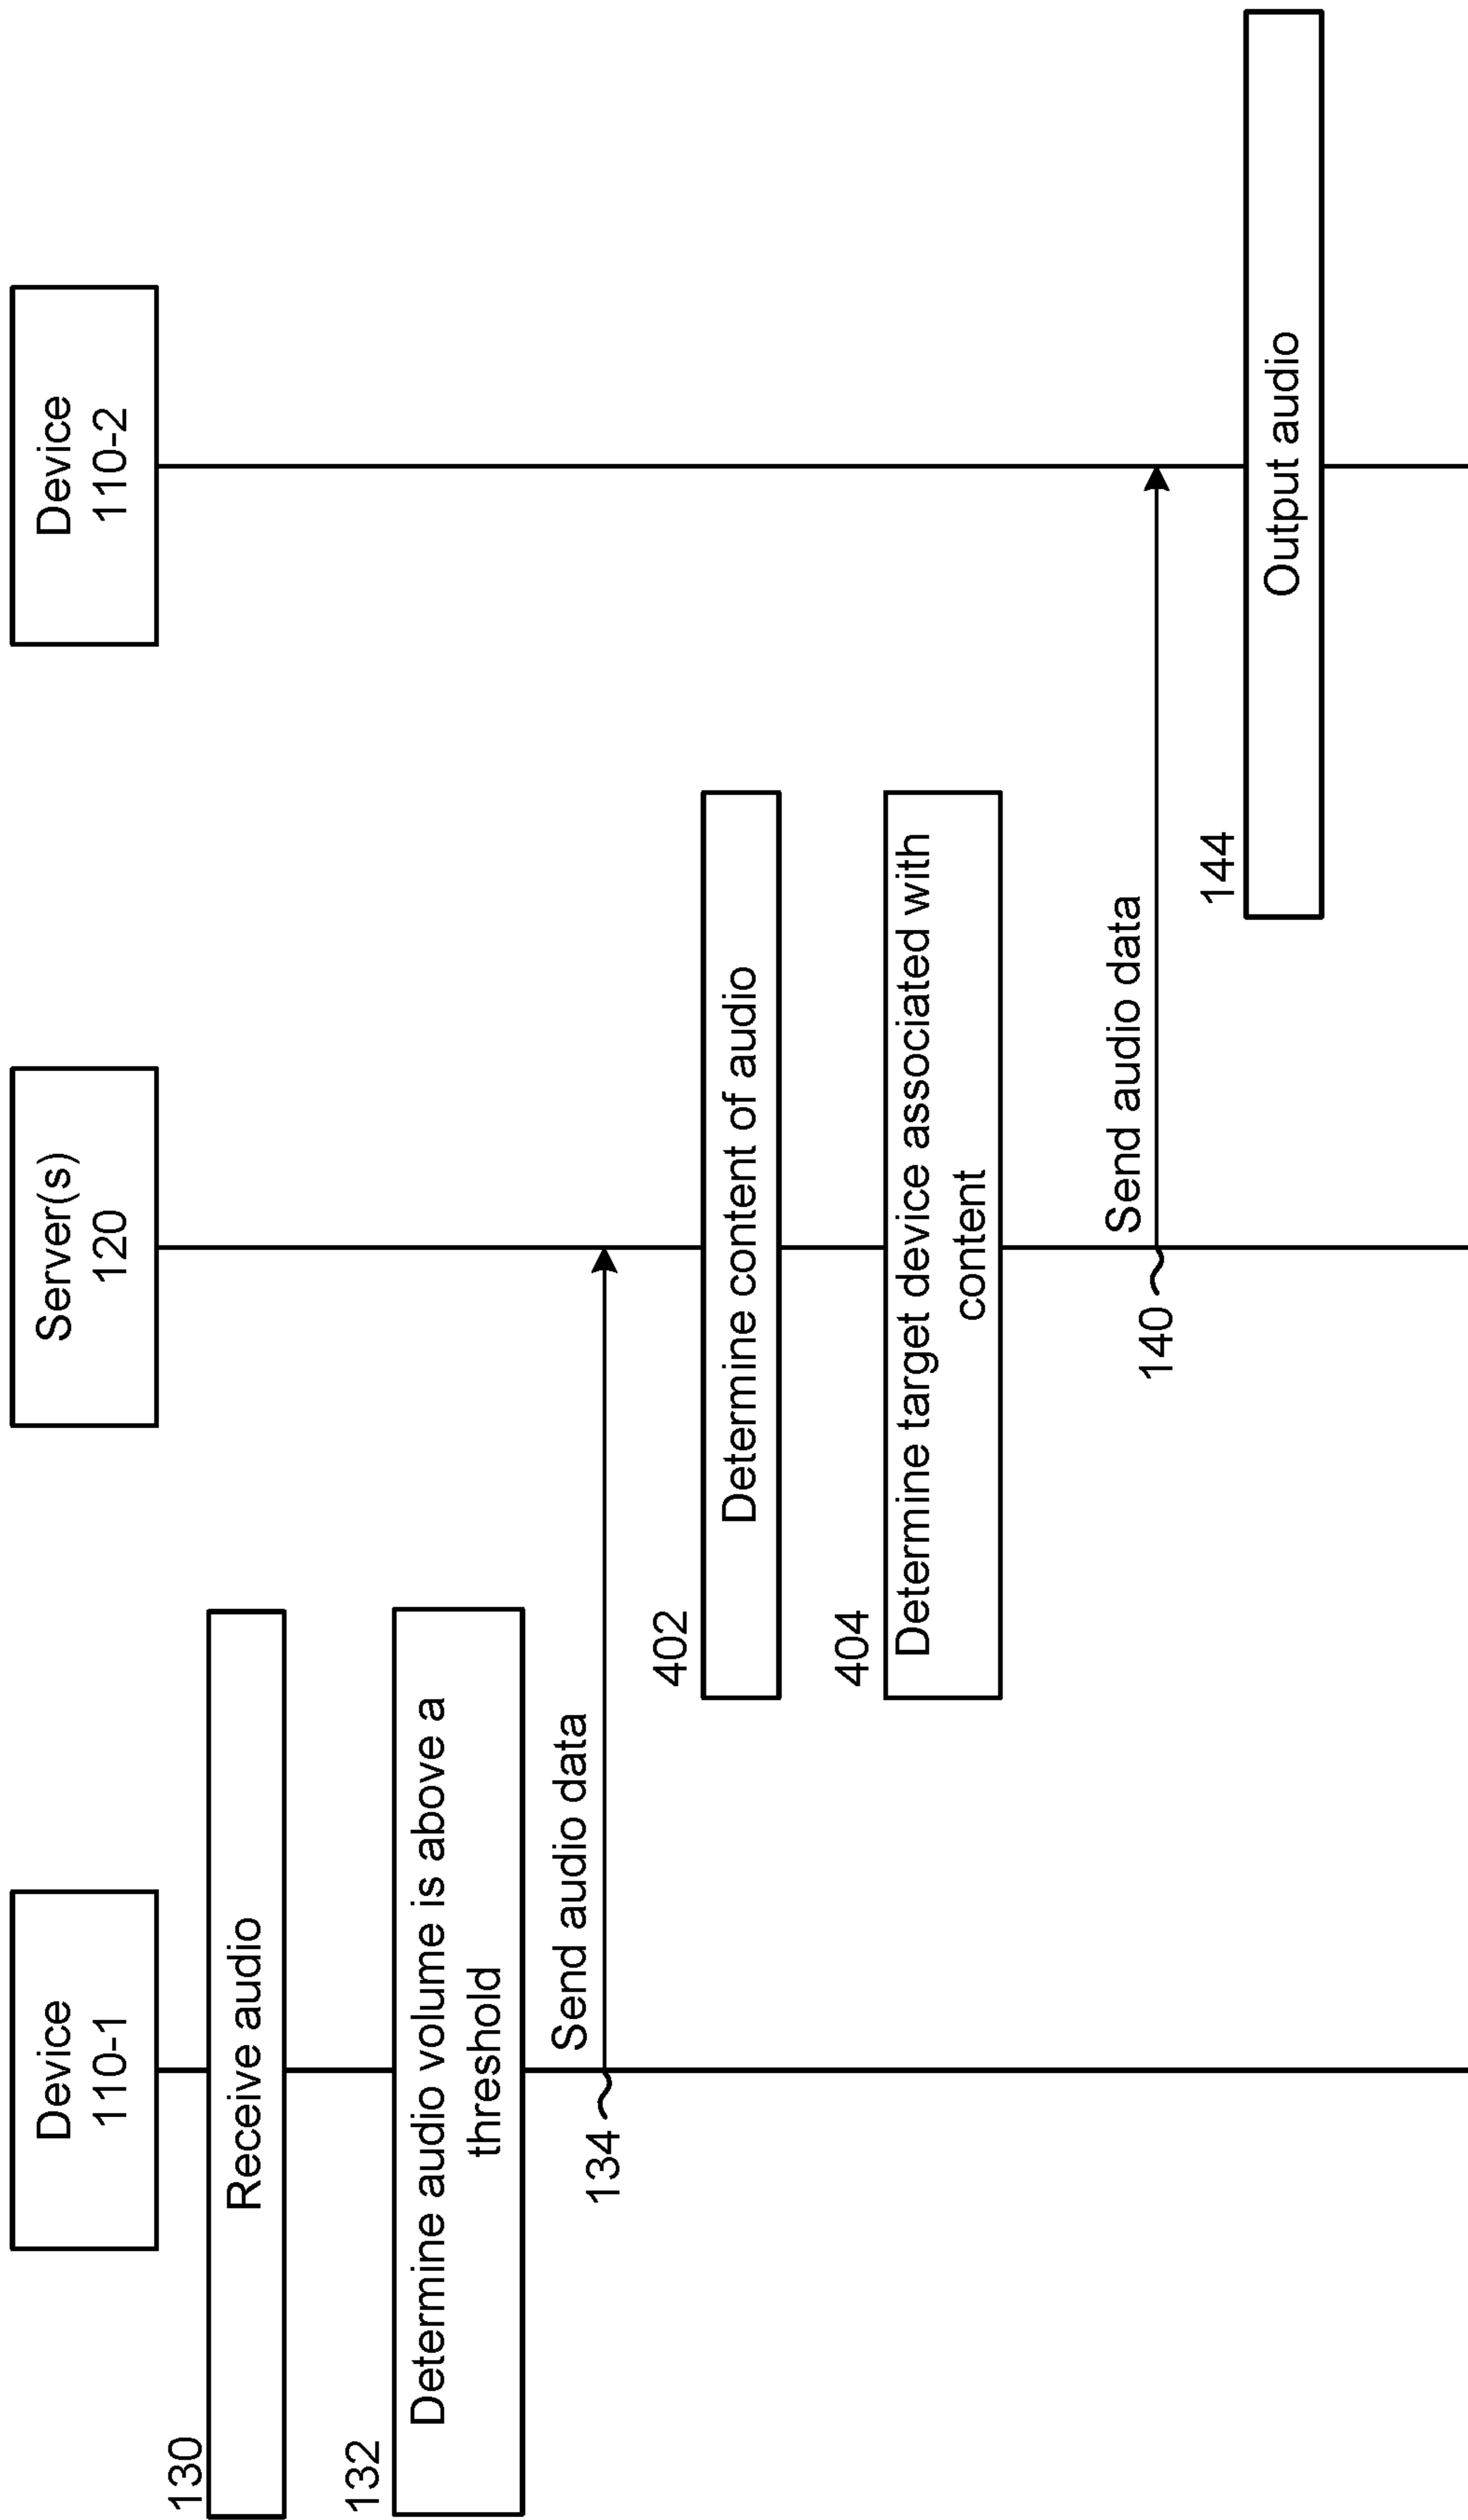 Device
110-1
Server(s)
120
Device
110-2
130
Receive audio
132
Determine audio volume is above a
threshold
Send audio data
134
402
Determine content of audio
404
Determine target device associated with
content
Send audio data
140
144
Output audio